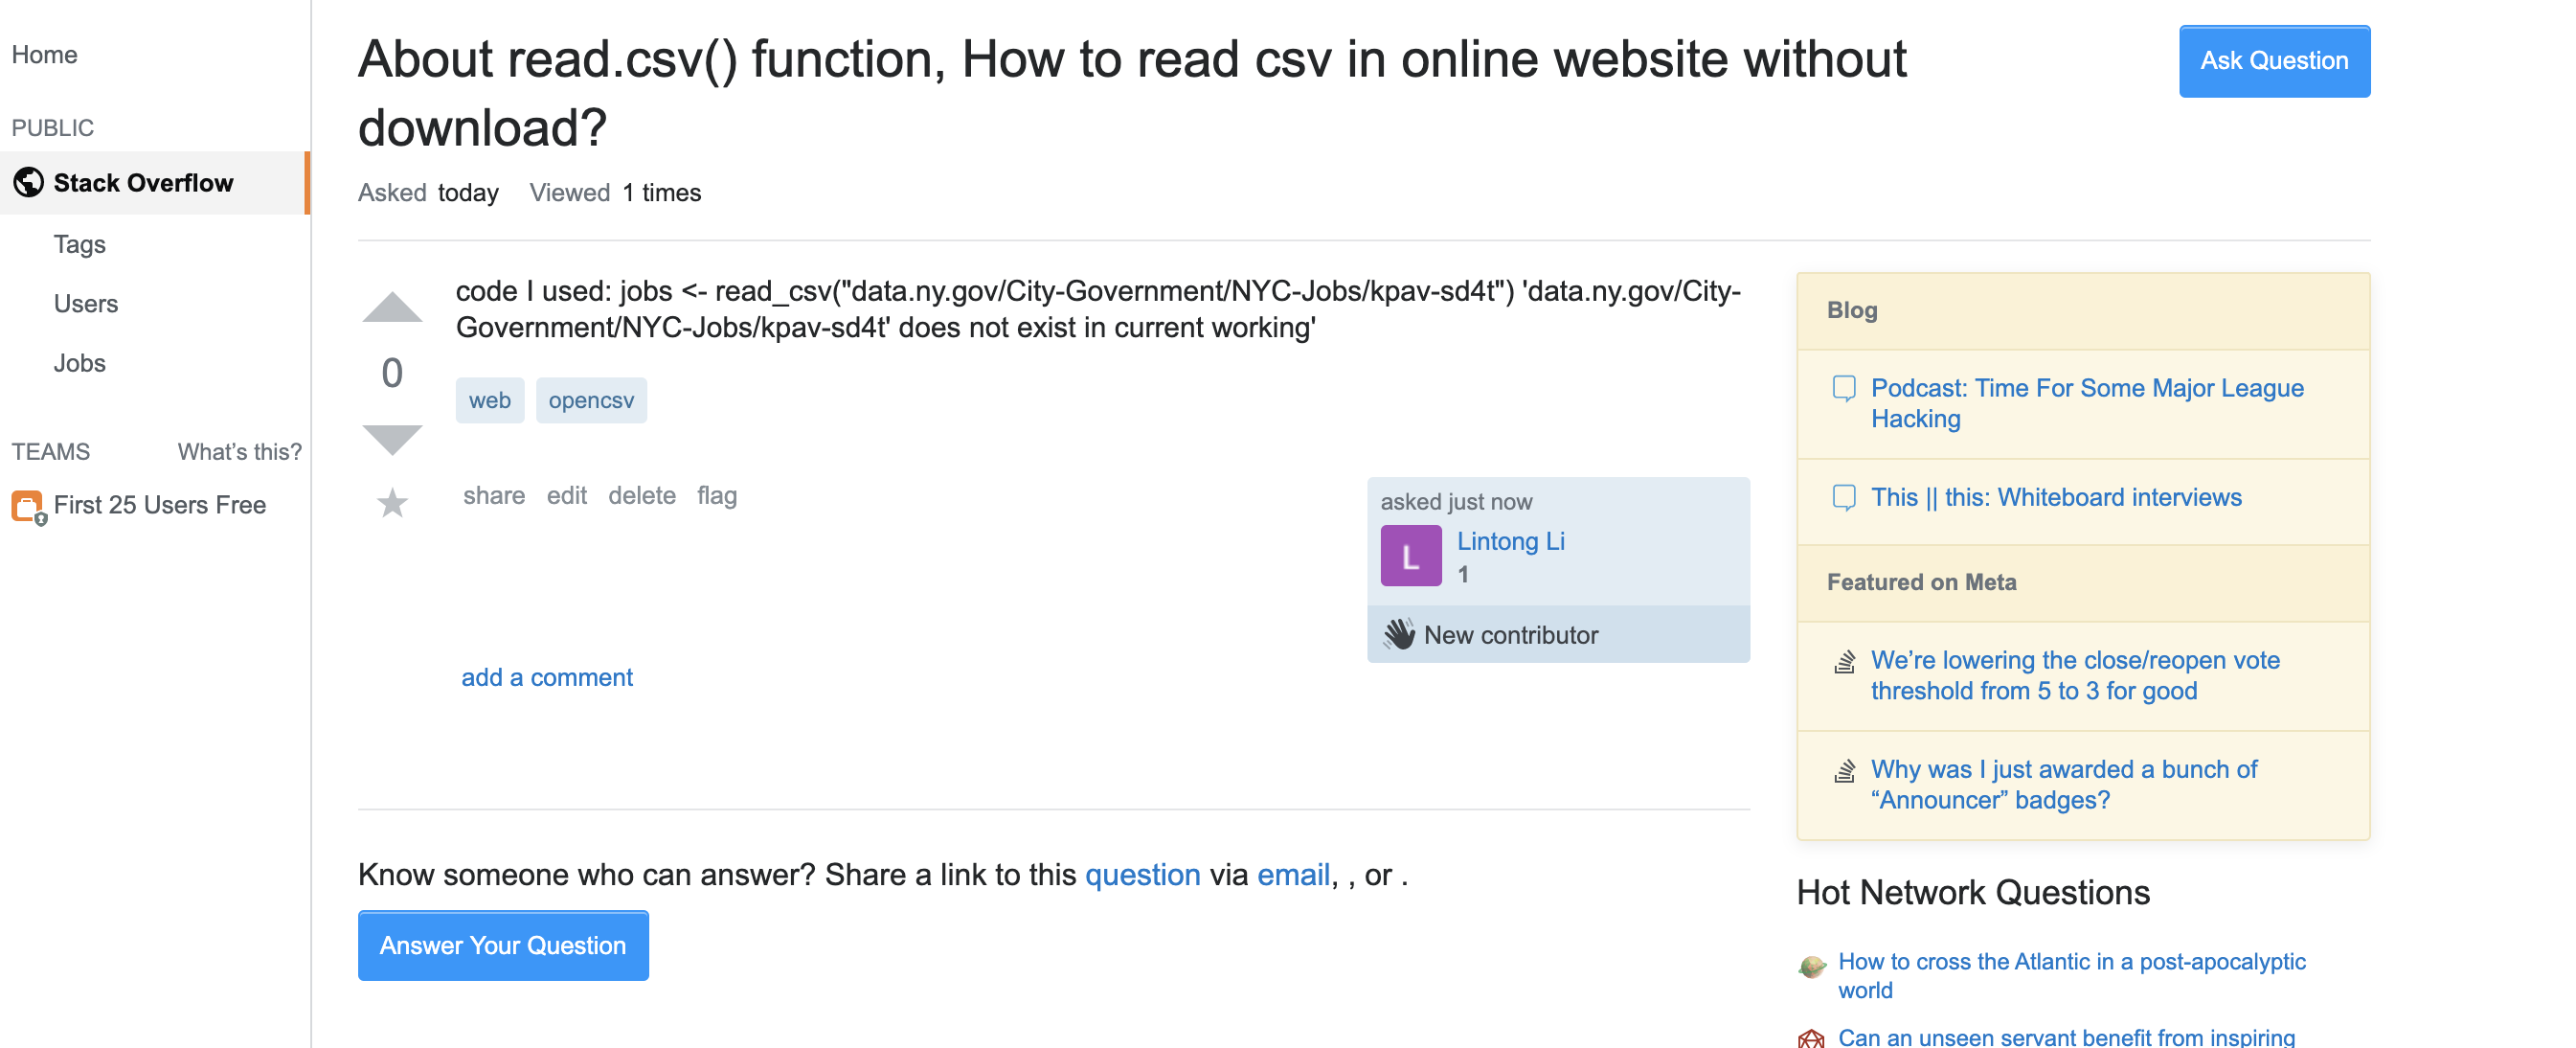 Home
PUBLIC
Stack Overflow
Tags
Users
Jobs
TEAMS What's this?
First 25 Users Free
About read.csv() function, How to read csv in online website without
download?
Ask Question
Asked today Viewed 1 times
0
code I used: jobs <- read_csv("data.ny.gov/City-Government/NYC-Jobs/kpav-sd4t") 'data.ny.gov/City-
Government/NYC-Jobs/kpav-sd4t' does not exist in current working'
web opencsv
share edit delete flag
asked just now
L
Lintong Li
1
New contributor
add a comment
Know someone who can answer? Share a link to this question via email, , or .
Answer Your Question
Blog
Podcast: Time For Some Major League
Hacking
This || this: Whiteboard interviews
Featured on Meta
We're lowering the close/reopen vote
threshold from 5 to 3 for good
Why was I just awarded a bunch of
“Announcer” badges?
Hot Network Questions
How to cross the Atlantic in a post-apocalyptic
world
Can an unseen servant benefit from inspiring